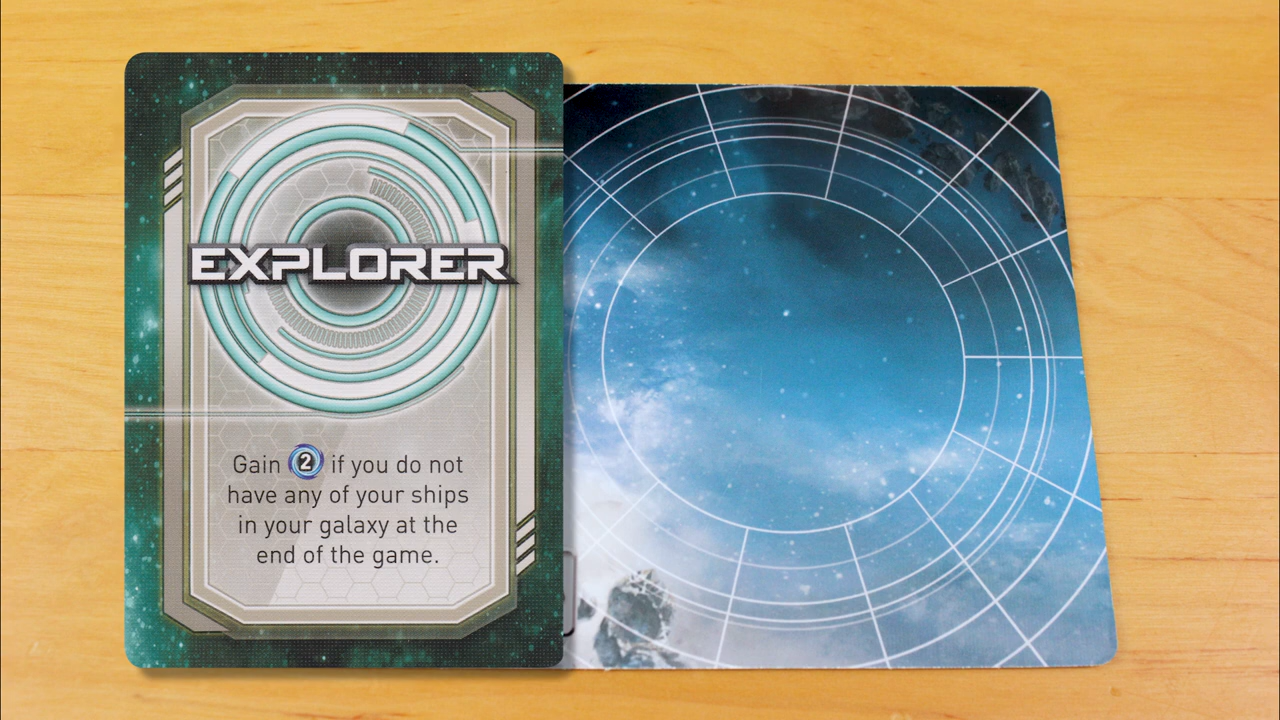 EXPLORER
Gain 2 if you do not
have any of your ships
in your galaxy at the
end of the game.